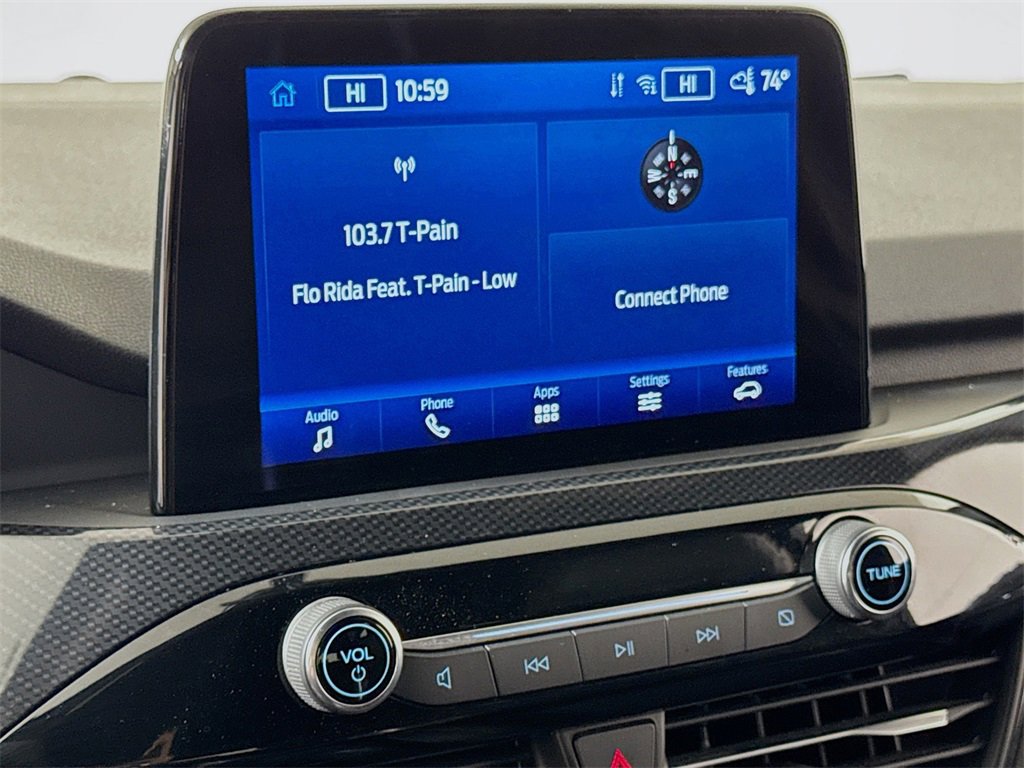 HI 10:59 HI 74°
103.7 T-Pain
Flo Rida Feat. T-Pain - Low
N
W E
S
Connect Phone
Audio Phone Apps Settings Features
VOL
TUNE